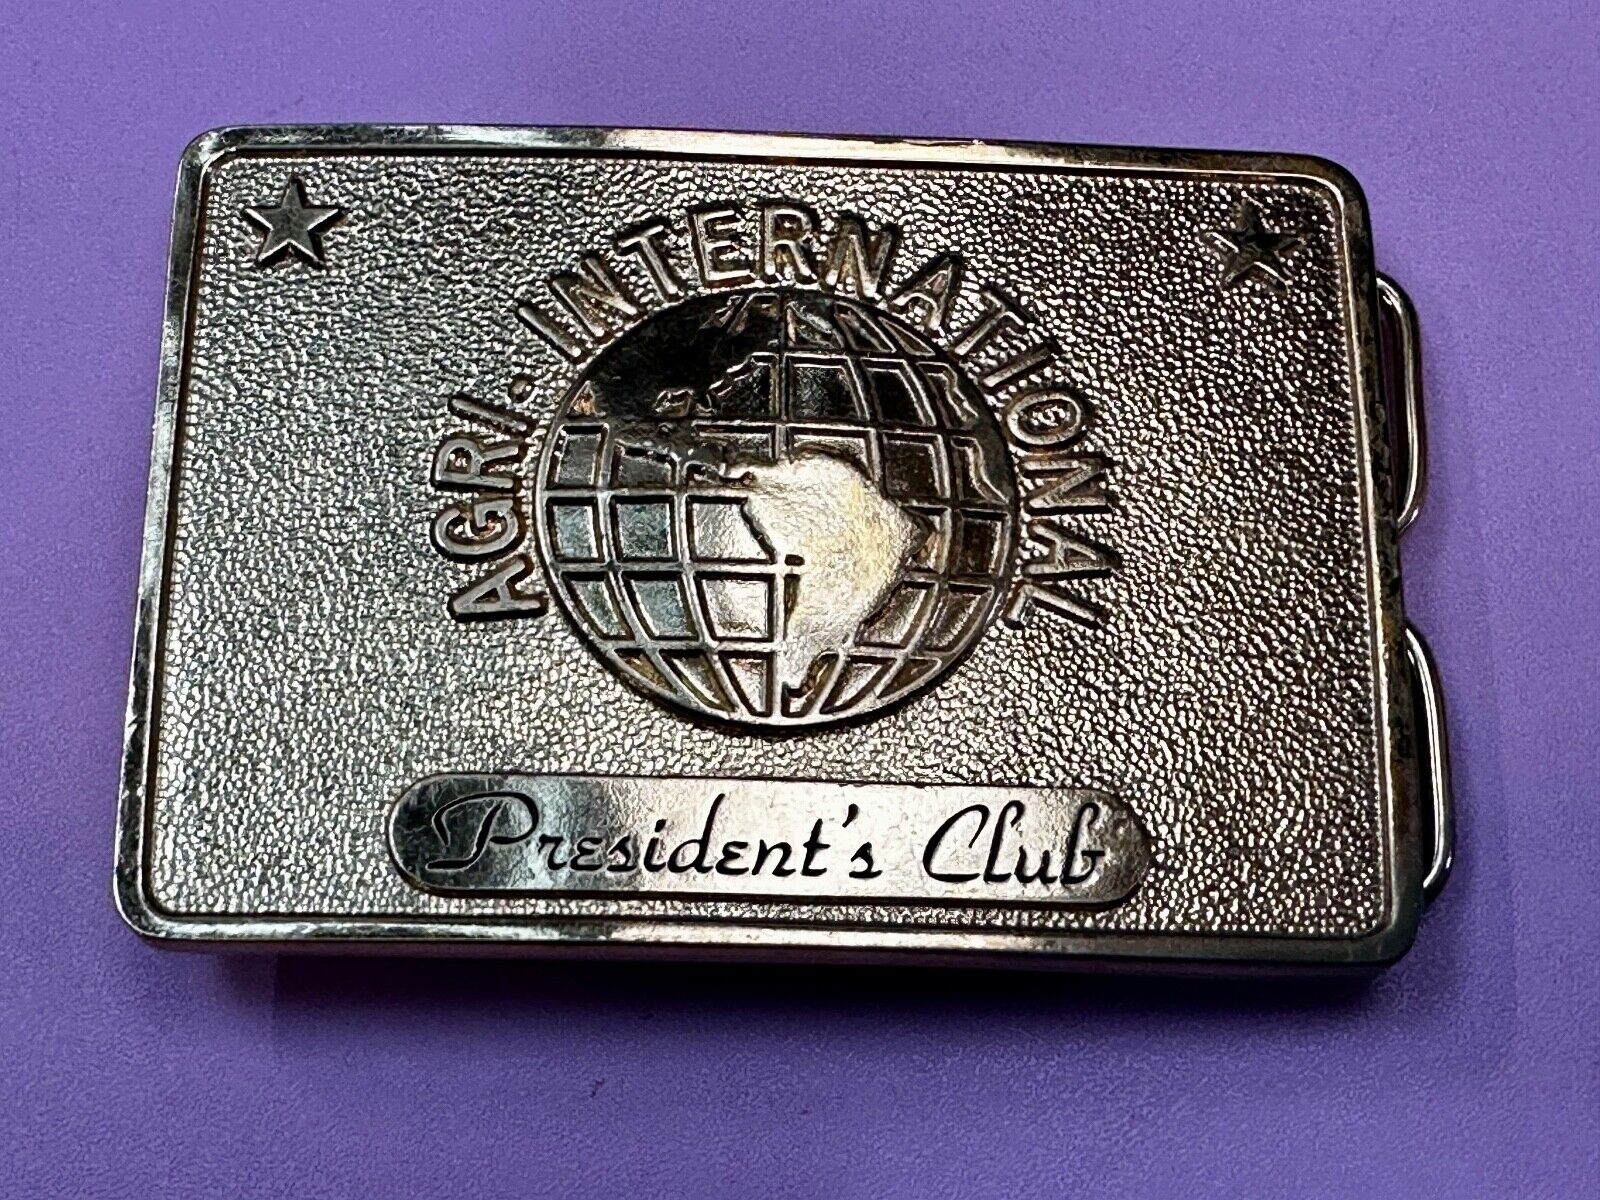 AGRI. INTERNATIONAL
President's Club